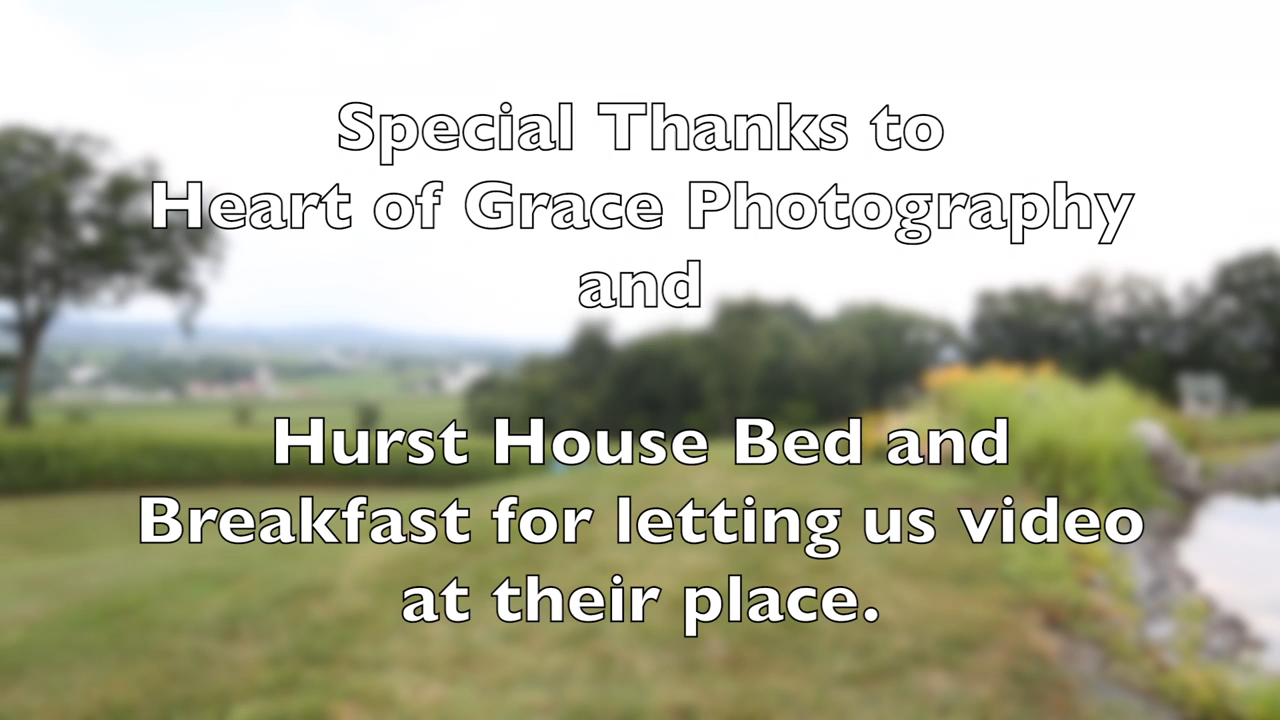 Special Thanks to
Heart of Grace Photography
and
Hurst House Bed and
Breakfast for letting us video
at their place.